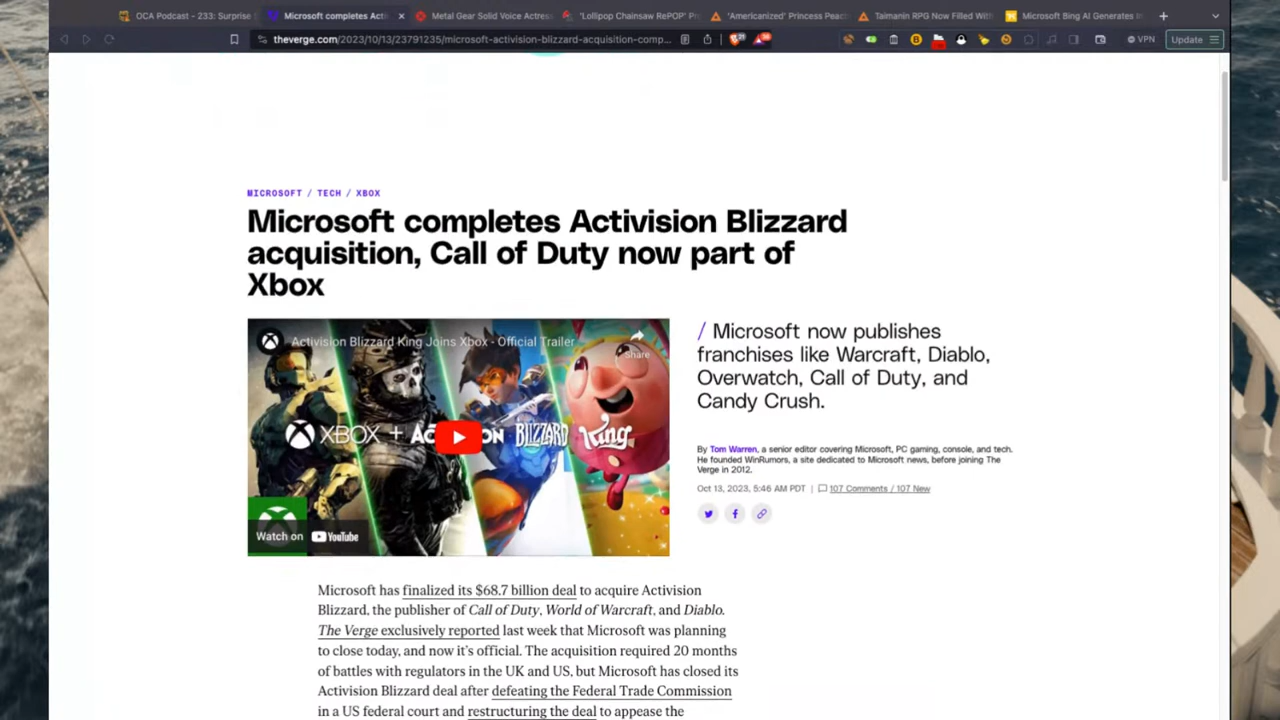 OCA Podcast - 233: Surprise
Microsoft completes Acti
Metal Gear Solid Voice Actress
'Lollipop Chainsaw RePOP' Pr
'Americanized' Princess Peach
Taimanin RPG Now Filled With
Microsoft Bing AI Generates In
theverge.com/2023/10/13/23791235/microsoft-activision-blizzard-acquisition-comp...
VPN
Update
MICROSOFT / TECH / XBOX
Microsoft completes Activision Blizzard
acquisition, Call of Duty now part of
Xbox
Activision Blizzard King Joins Xbox - Official Trailer
Share
XBOX + ACTIVISION BLIZZARD King
Watch on YouTube
/ Microsoft now publishes
franchises like Warcraft, Diablo,
Overwatch, Call of Duty, and
Candy Crush.
By Tom Warren, a senior editor covering Microsoft, PC gaming, console, and tech.
He founded WinRumors, a site dedicated to Microsoft news, before joining The
Verge in 2012.
Oct 13, 2023, 5:46 AM PDT | 107 Comments / 107 New
Microsoft has finalized its $68.7 billion deal to acquire Activision
Blizzard, the publisher of Call of Duty, World of Warcraft, and Diablo.
The Verge exclusively reported last week that Microsoft was planning
to close today, and now it's official. The acquisition required 20 months
of battles with regulators in the UK and US, but Microsoft has closed its
Activision Blizzard deal after defeating the Federal Trade Commission
in a US federal court and restructuring the deal to appease the